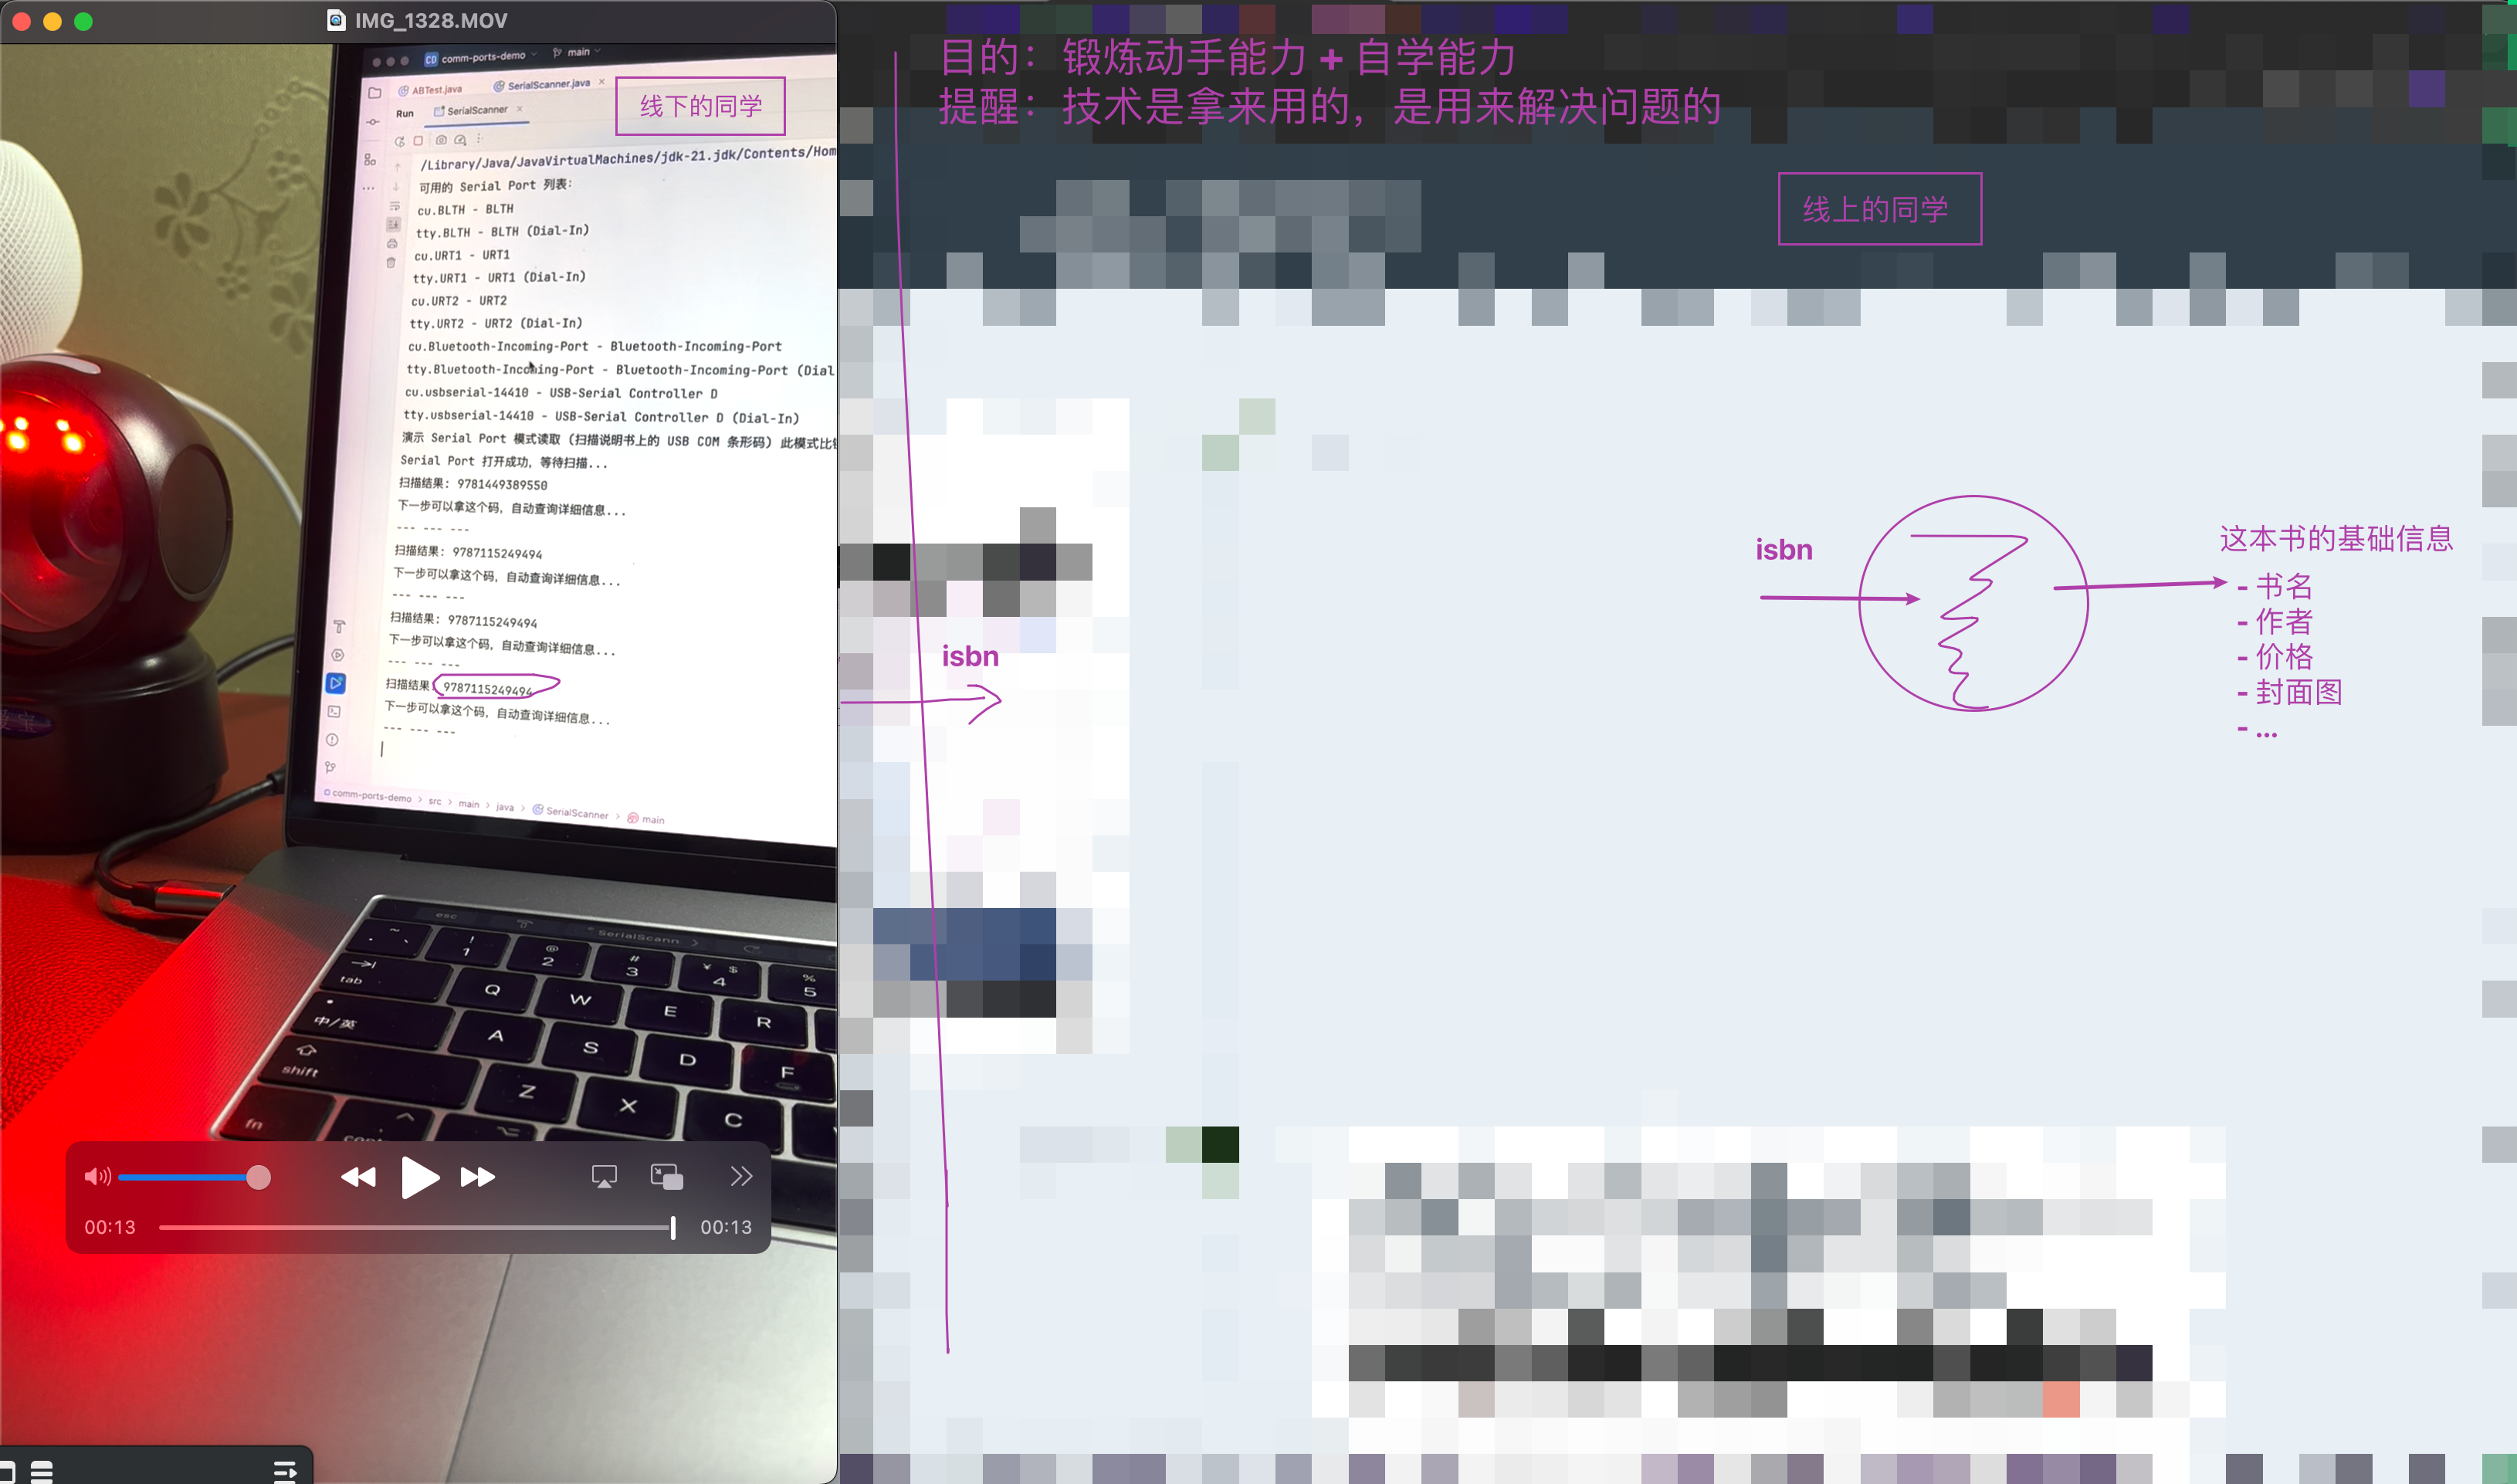 IMG_1328.MOV
CD comm-ports-demo main
ABTest.java SerialScanner.java
Run SerialScanner
线下的同学
/Library/Java/JavaVirtualMachines/jdk-21.jdk/Contents/Hom
可用的 Serial Port 列表:
cu.BLTH - BLTH
tty.BLTH - BLTH (Dial-In)
cu.URT1 - URT1
tty.URT1 - URT1 (Dial-In)
cu.URT2 - URT2
tty.URT2 - URT2 (Dial-In)
cu.Bluetooth-Incoming-Port - Bluetooth-Incoming-Port
tty.Bluetooth-Incoming-Port - Bluetooth-Incoming-Port (Dial
cu.usbserial-14410 - USB-Serial Controller D
tty.usbserial-14410 - USB-Serial Controller D (Dial-In)
演示 Serial Port 模式读取 (扫描说明书上的 USB COM 条形码) 此模式比
Serial Port 打开成功, 等待扫描...
扫描结果: 9781449389550
下一步可以拿这个码, 自动查询详细信息...
--- --- ---
扫描结果: 9787115249494
下一步可以拿这个码, 自动查询详细信息...
--- --- ---
扫描结果: 9787115249494
下一步可以拿这个码, 自动查询详细信息...
--- --- ---
扫描结果: 9787115249494
下一步可以拿这个码, 自动查询详细信息...
--- --- ---
comm-ports-demo > src > main > java > SerialScanner > main
esc SerialScann
~ ! 1 @ 2 # 3 ¥ $ 4 % 5
tab Q W E R
中/英 A S D F
shift Z X C
fn
00:13 00:13
目的：锻炼动手能力 + 自学能力
提醒：技术是拿来用的，是用来解决问题的
线上的同学
isbn
isbn
这本书的基础信息
- 书名
- 作者
- 价格
- 封面图
- ...